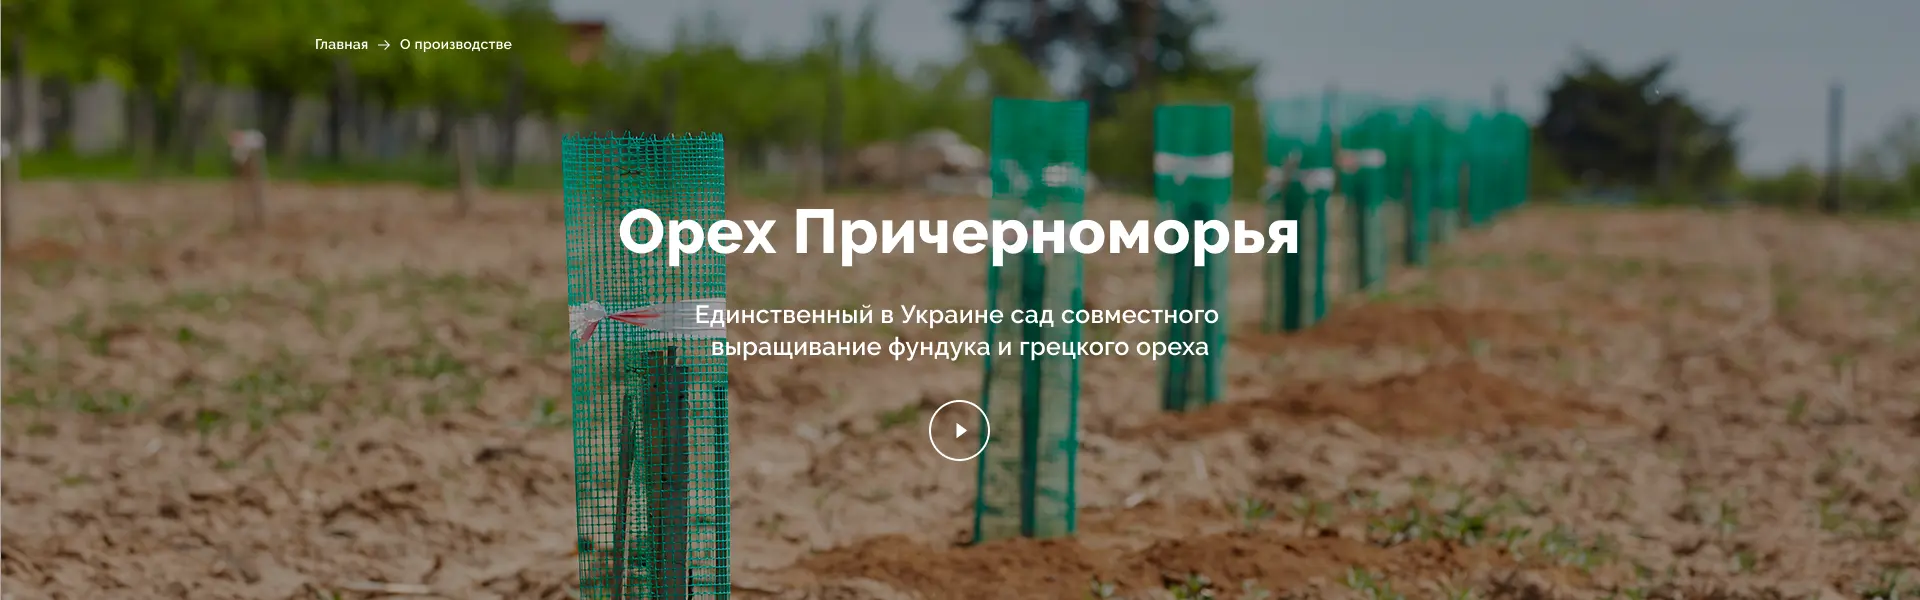 Главная → О производстве
Орех Причерноморья
Единственный в Украине сад совместного
выращивание фундука и грецкого ореха